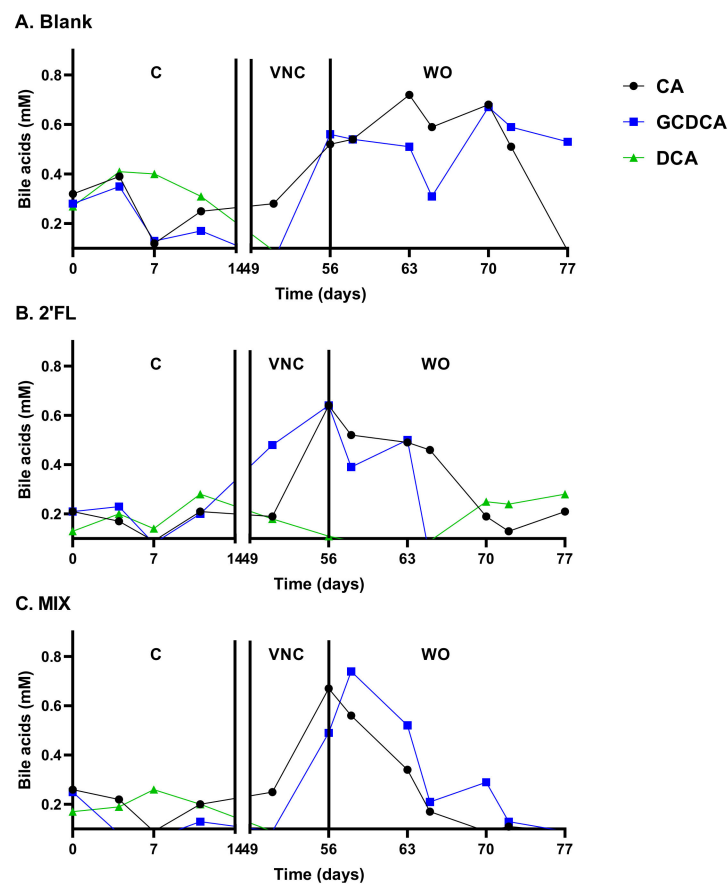 A. Blank
C VNC WO
Bile acids (mM)
0.8
0.6
0.4
0.2
0 7 14 49 56 63 70 77
Time (days)
CA
GCDCA
DCA
B. 2'FL
C VNC WO
Bile acids (mM)
0.8
0.6
0.4
0.2
0 7 14 49 56 63 70 77
Time (days)
C. MIX
C VNC WO
Bile acids (mM)
0.8
0.6
0.4
0.2
0 7 14 49 56 63 70 77
Time (days)